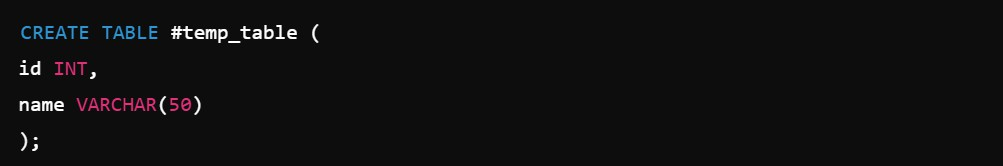 CREATE TABLE #temp_table (
id INT,
name VARCHAR(50)
);